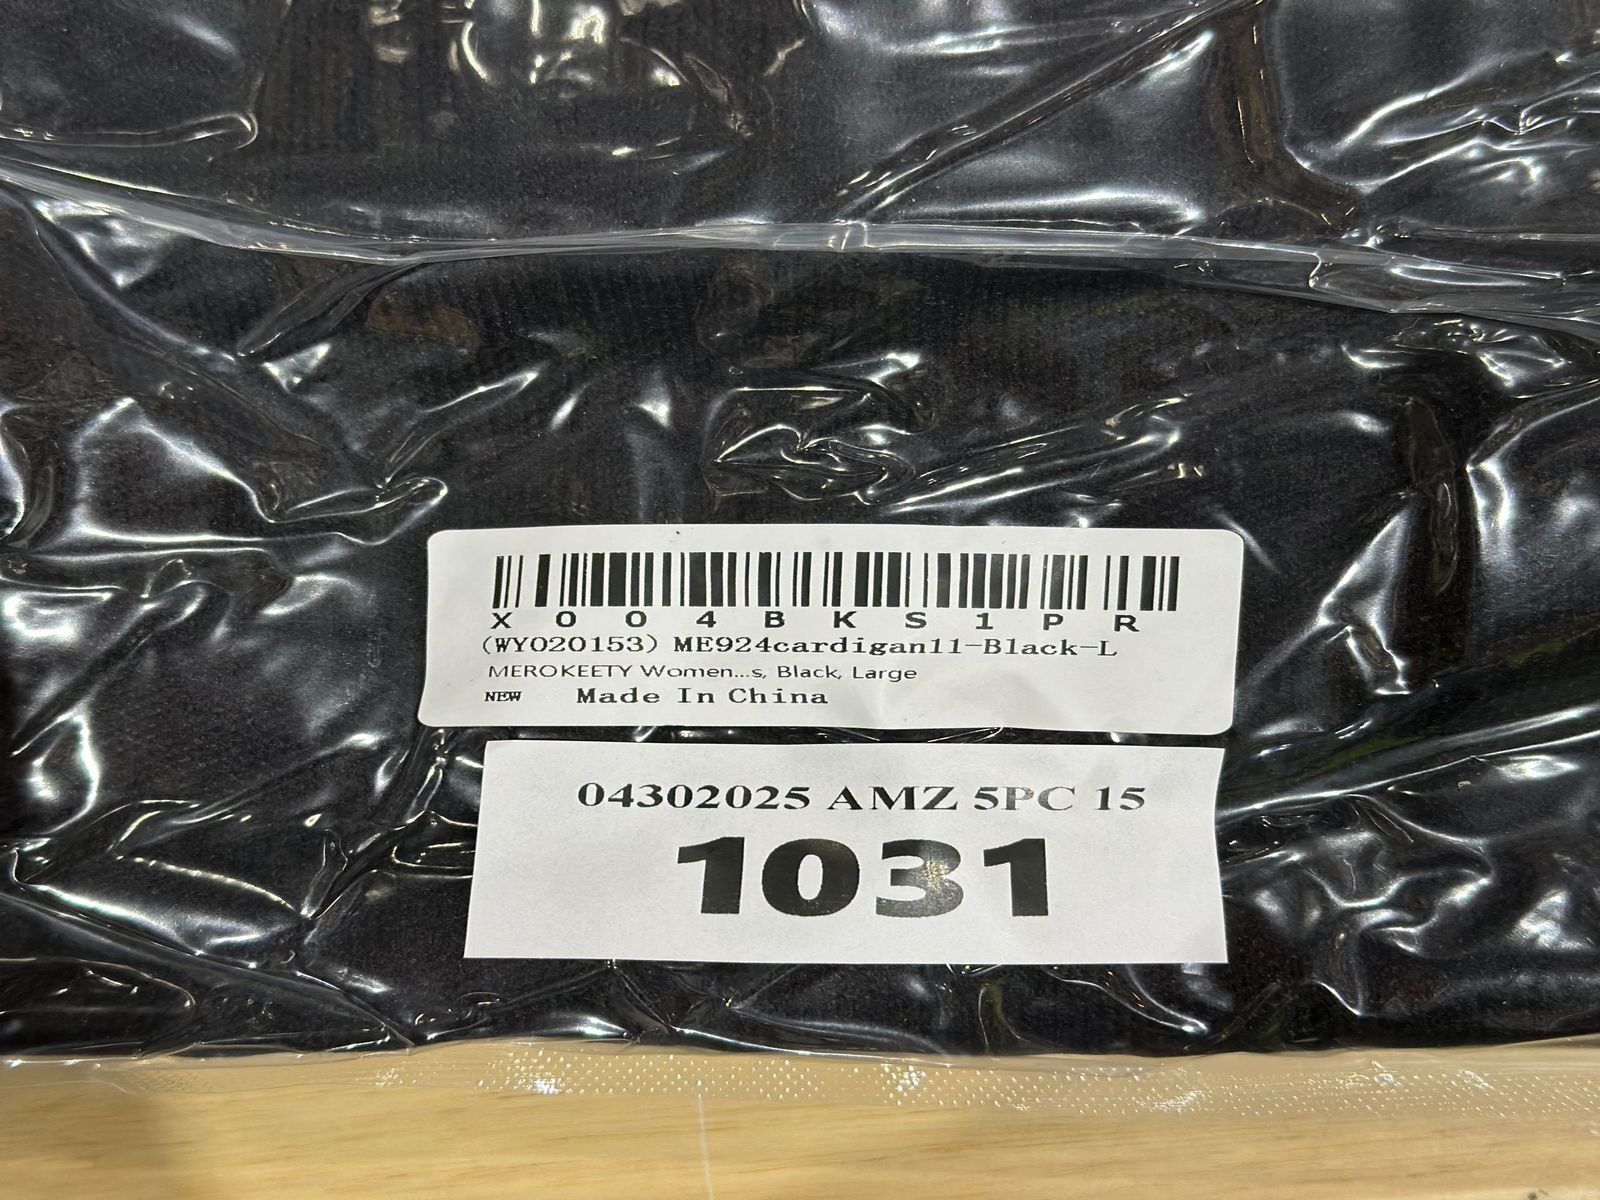 X004BKS1PR
(WY020153) ME924cardigan11-Black-L
MEROKEETY Women...s, Black, Large
NEW Made In China
04302025 AMZ 5PC 15
1031